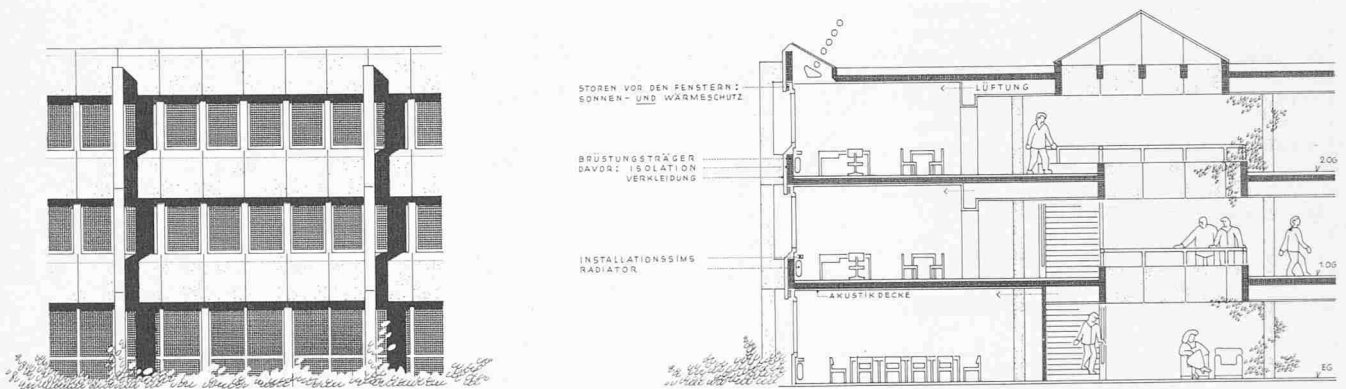 STOREN VOR DEN FENSTERN:
SONNEN- UND WÄRMESCHUTZ
LÜFTUNG
BRÜSTUNGSTRÄGER
DAVOR: ISOLATION
VERKLEIDUNG
2.OG
INSTALLATIONSSIMS
RADIATOR
1.OG
AKUSTIKDECKE
EG